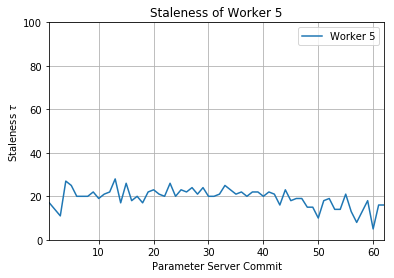 Staleness of Worker 5
Worker 5
100
80
60
40
20
0
Staleness τ
10 20 30 40 50 60
Parameter Server Commit